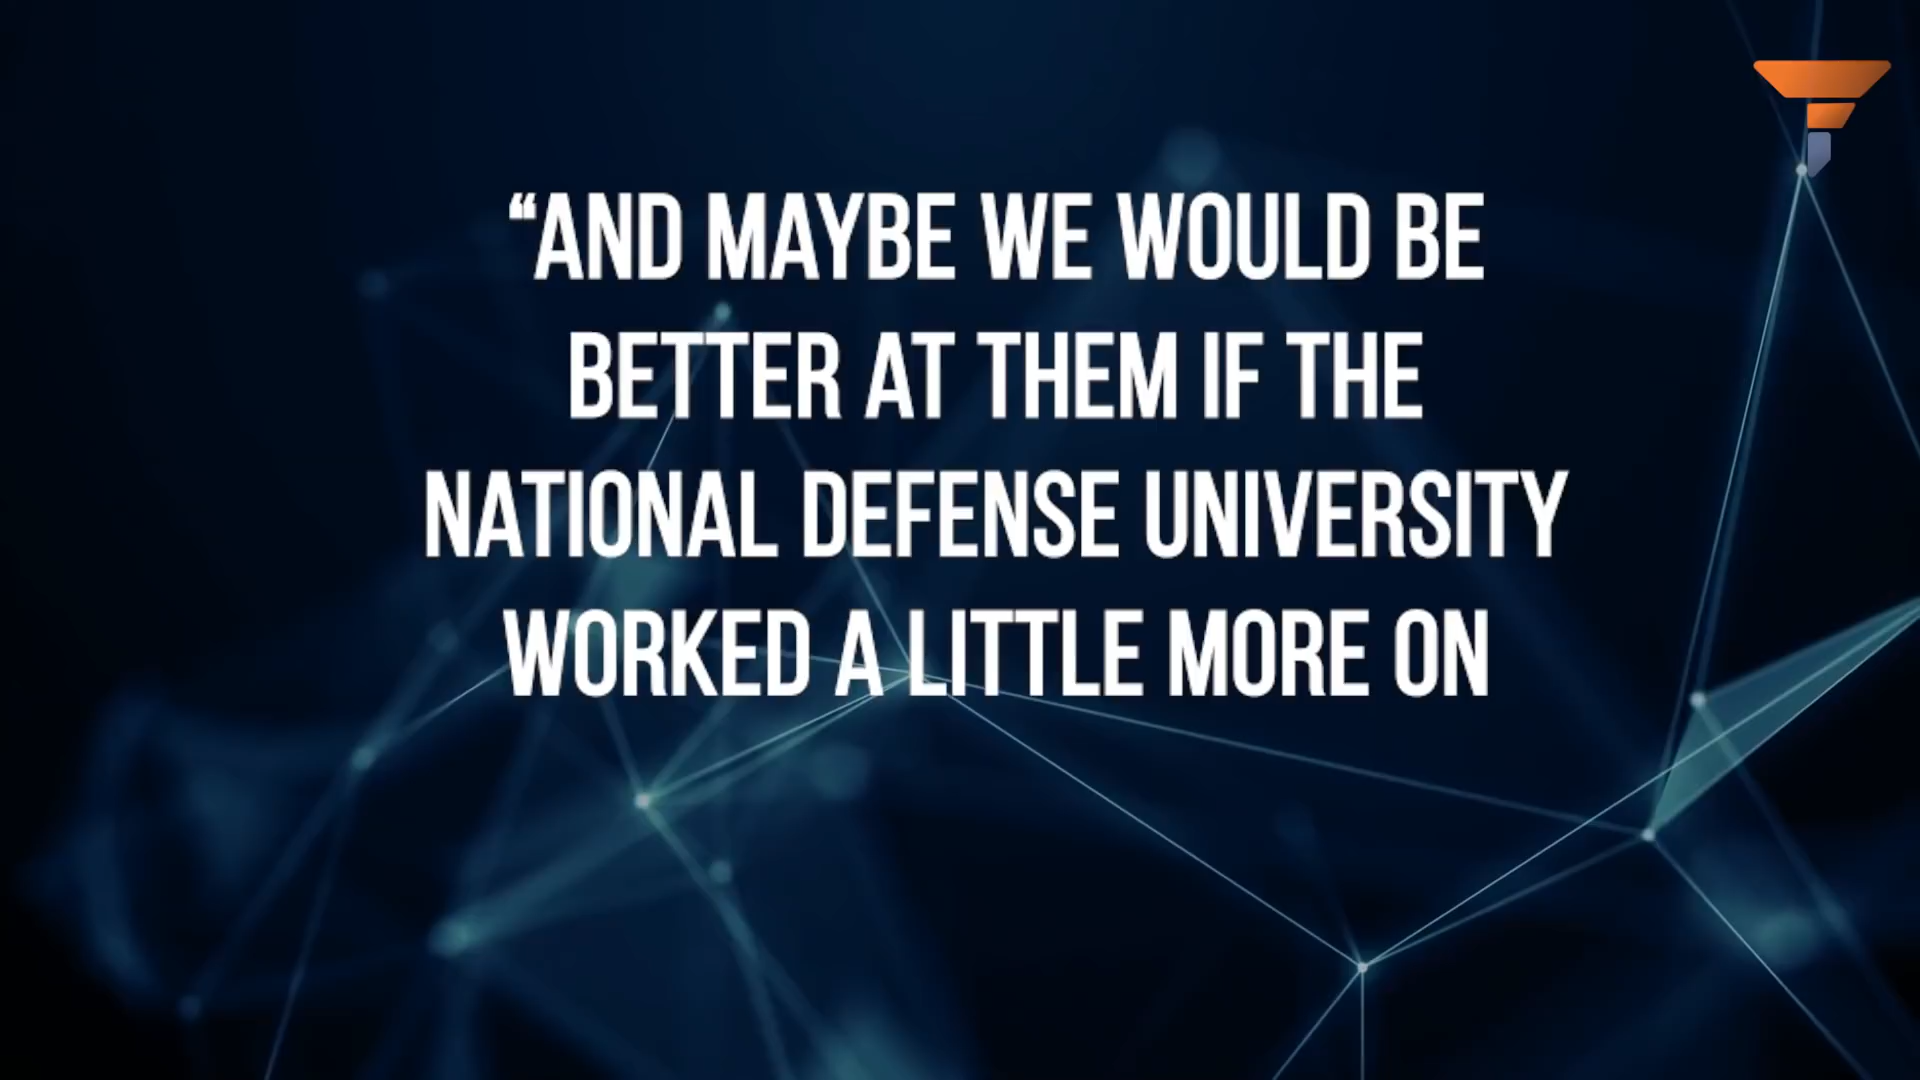 “AND MAYBE WE WOULD BE
BETTER AT THEM IF THE
NATIONAL DEFENSE UNIVERSITY
WORKED A LITTLE MORE ON